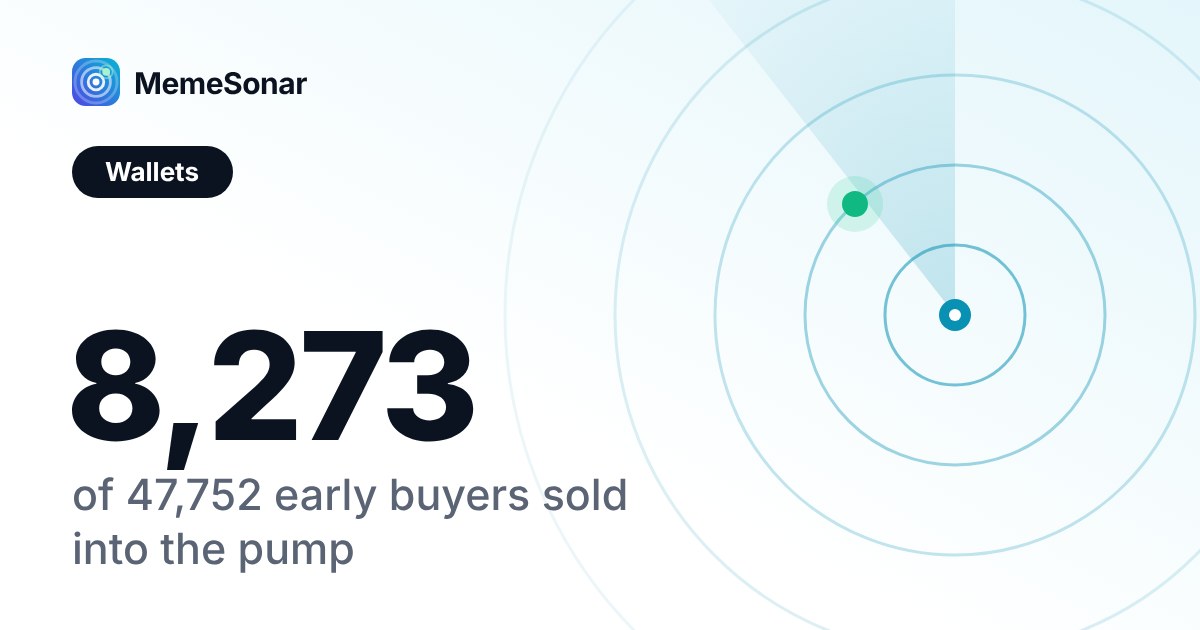 MemeSonar
Wallets
8,273
of 47,752 early buyers sold
into the pump